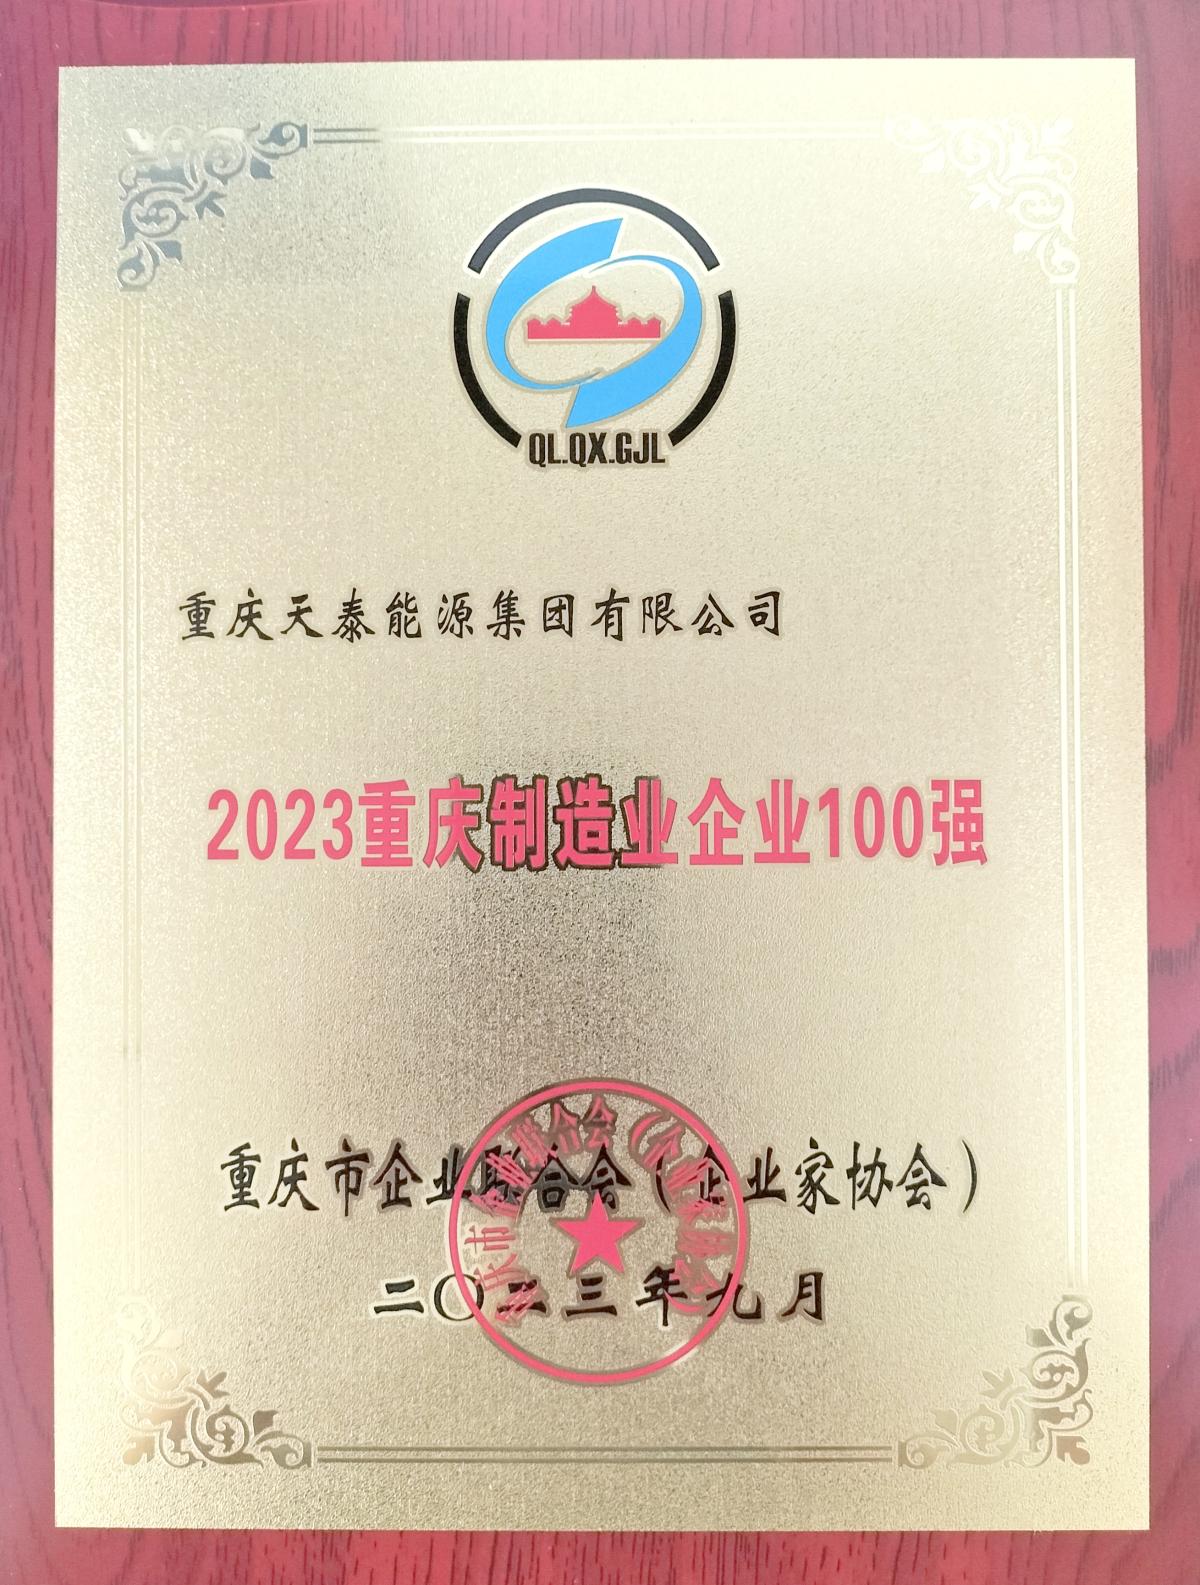 QL.QX.GJL
重庆天泰能源集团有限公司
2023重庆制造业企业100强
重庆市企业联合会（企业家协会）
二〇二三年九月